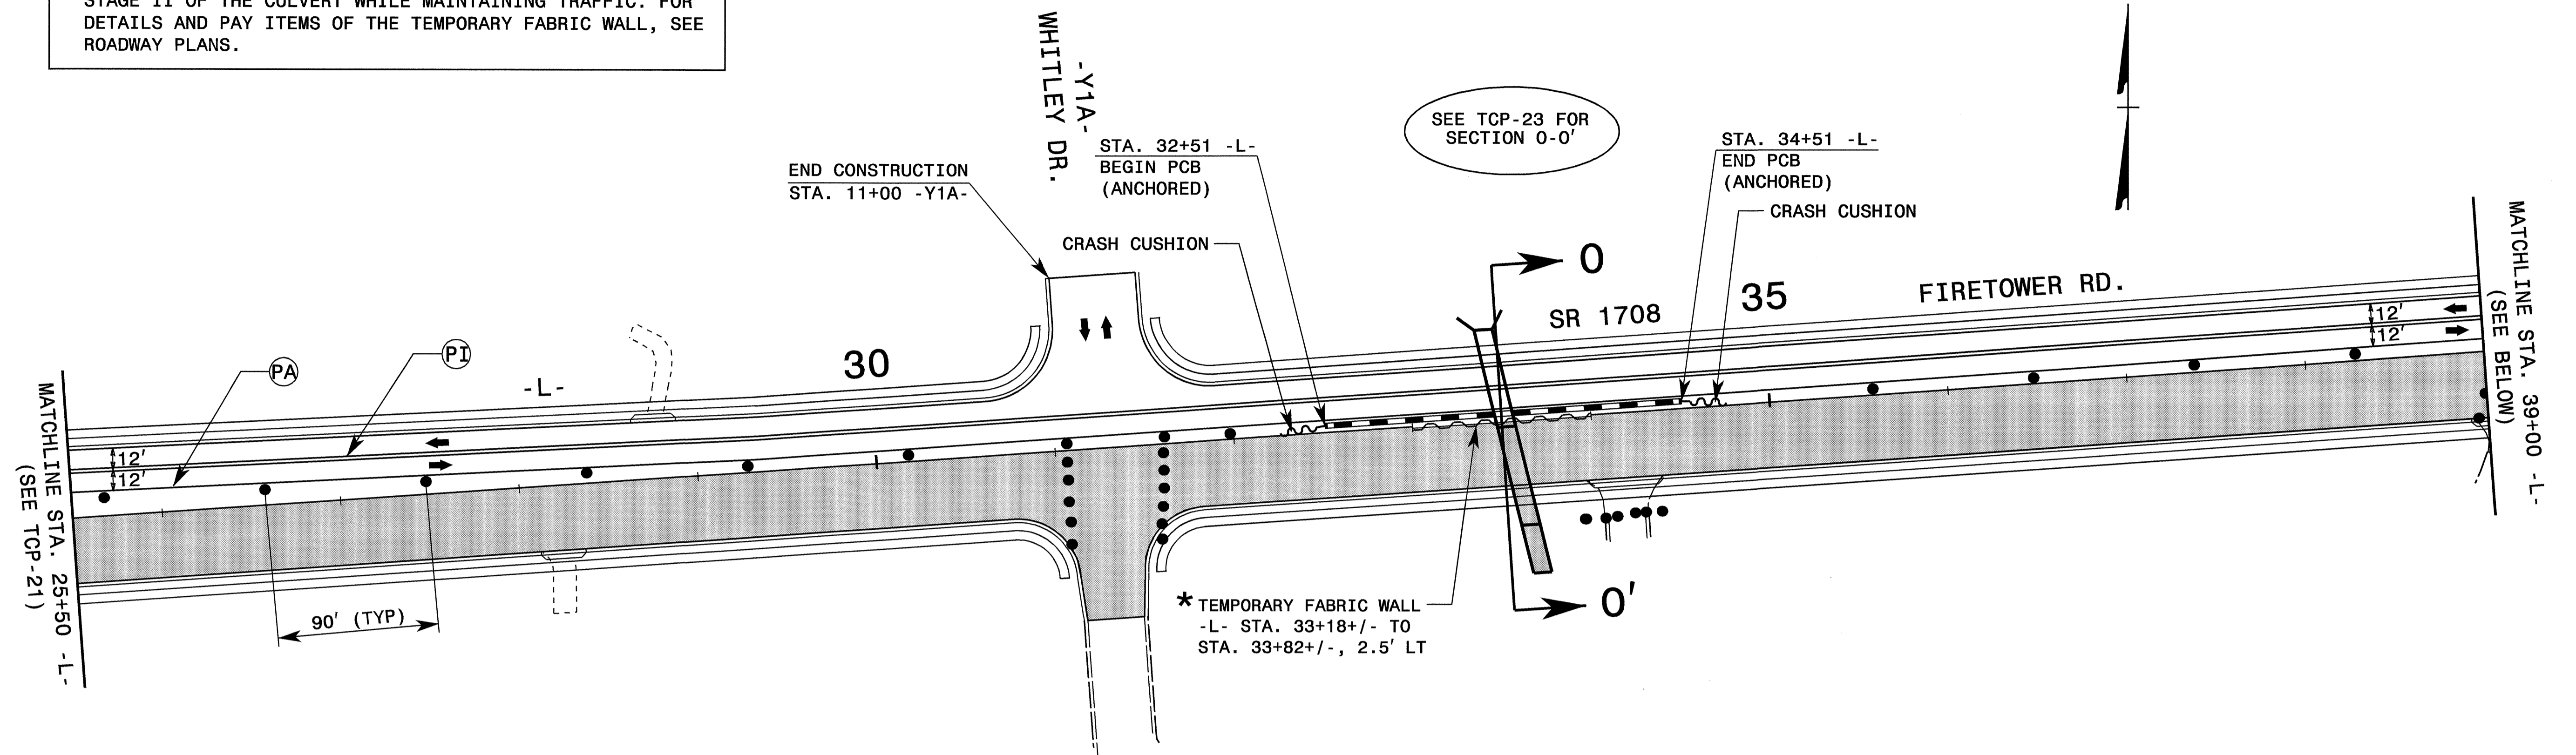 STAGE II OF THE CULVERT WHILE MAINTAINING TRAFFIC. FOR
DETAILS AND PAY ITEMS OF THE TEMPORARY FABRIC WALL, SEE
ROADWAY PLANS.
WHITLEY DR.
-Y1A-
SEE TCP-23 FOR
SECTION O-O'
END CONSTRUCTION
STA. 11+00 -Y1A-
STA. 32+51 -L-
BEGIN PCB
(ANCHORED)
CRASH CUSHION
STA. 34+51 -L-
END PCB
(ANCHORED)
CRASH CUSHION
O
SR 1708
35
FIRETOWER RD.
12'
12'
MATCHLINE STA. 39+00 -L-
(SEE BELOW)
PA
PI
-L-
30
12'
12'
MATCHLINE STA. 25+50 -L-
(SEE TCP-21)
90' (TYP)
* TEMPORARY FABRIC WALL
-L- STA. 33+18+/- TO
STA. 33+82+/-, 2.5' LT
O'